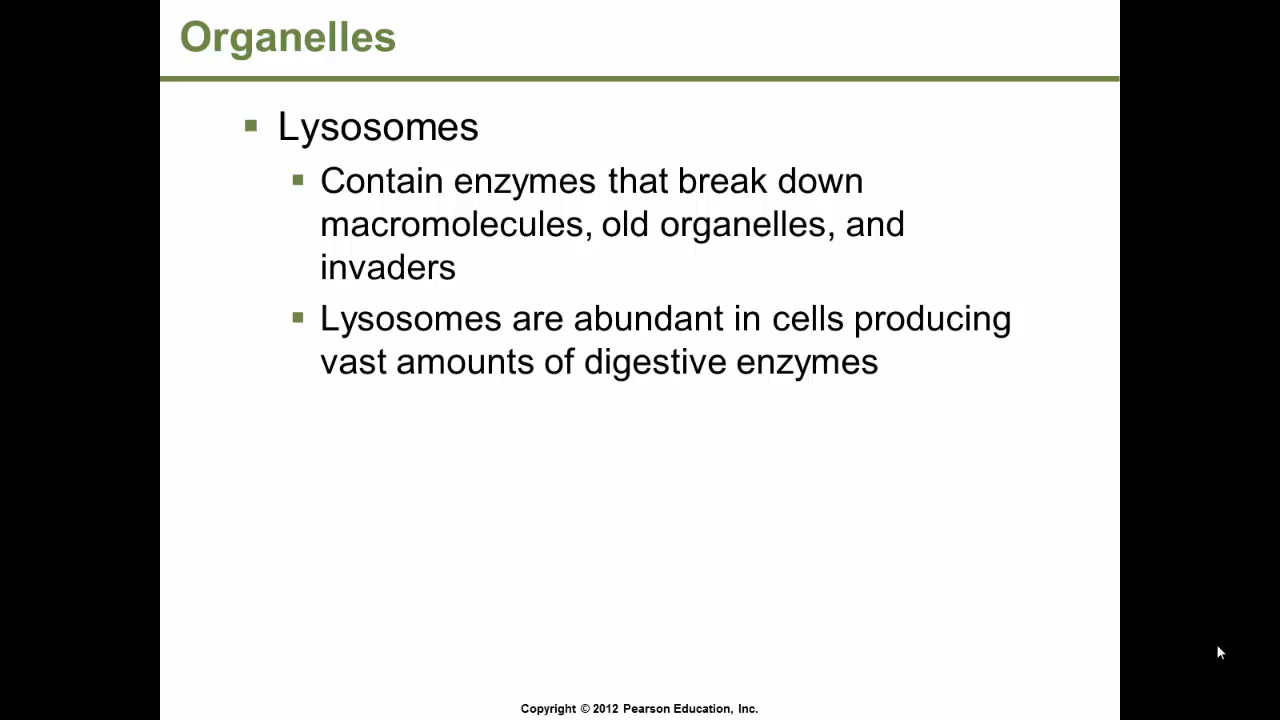 Organelles
Lysosomes
Contain enzymes that break down
macromolecules, old organelles, and
invaders
Lysosomes are abundant in cells producing
vast amounts of digestive enzymes
Copyright © 2012 Pearson Education, Inc.